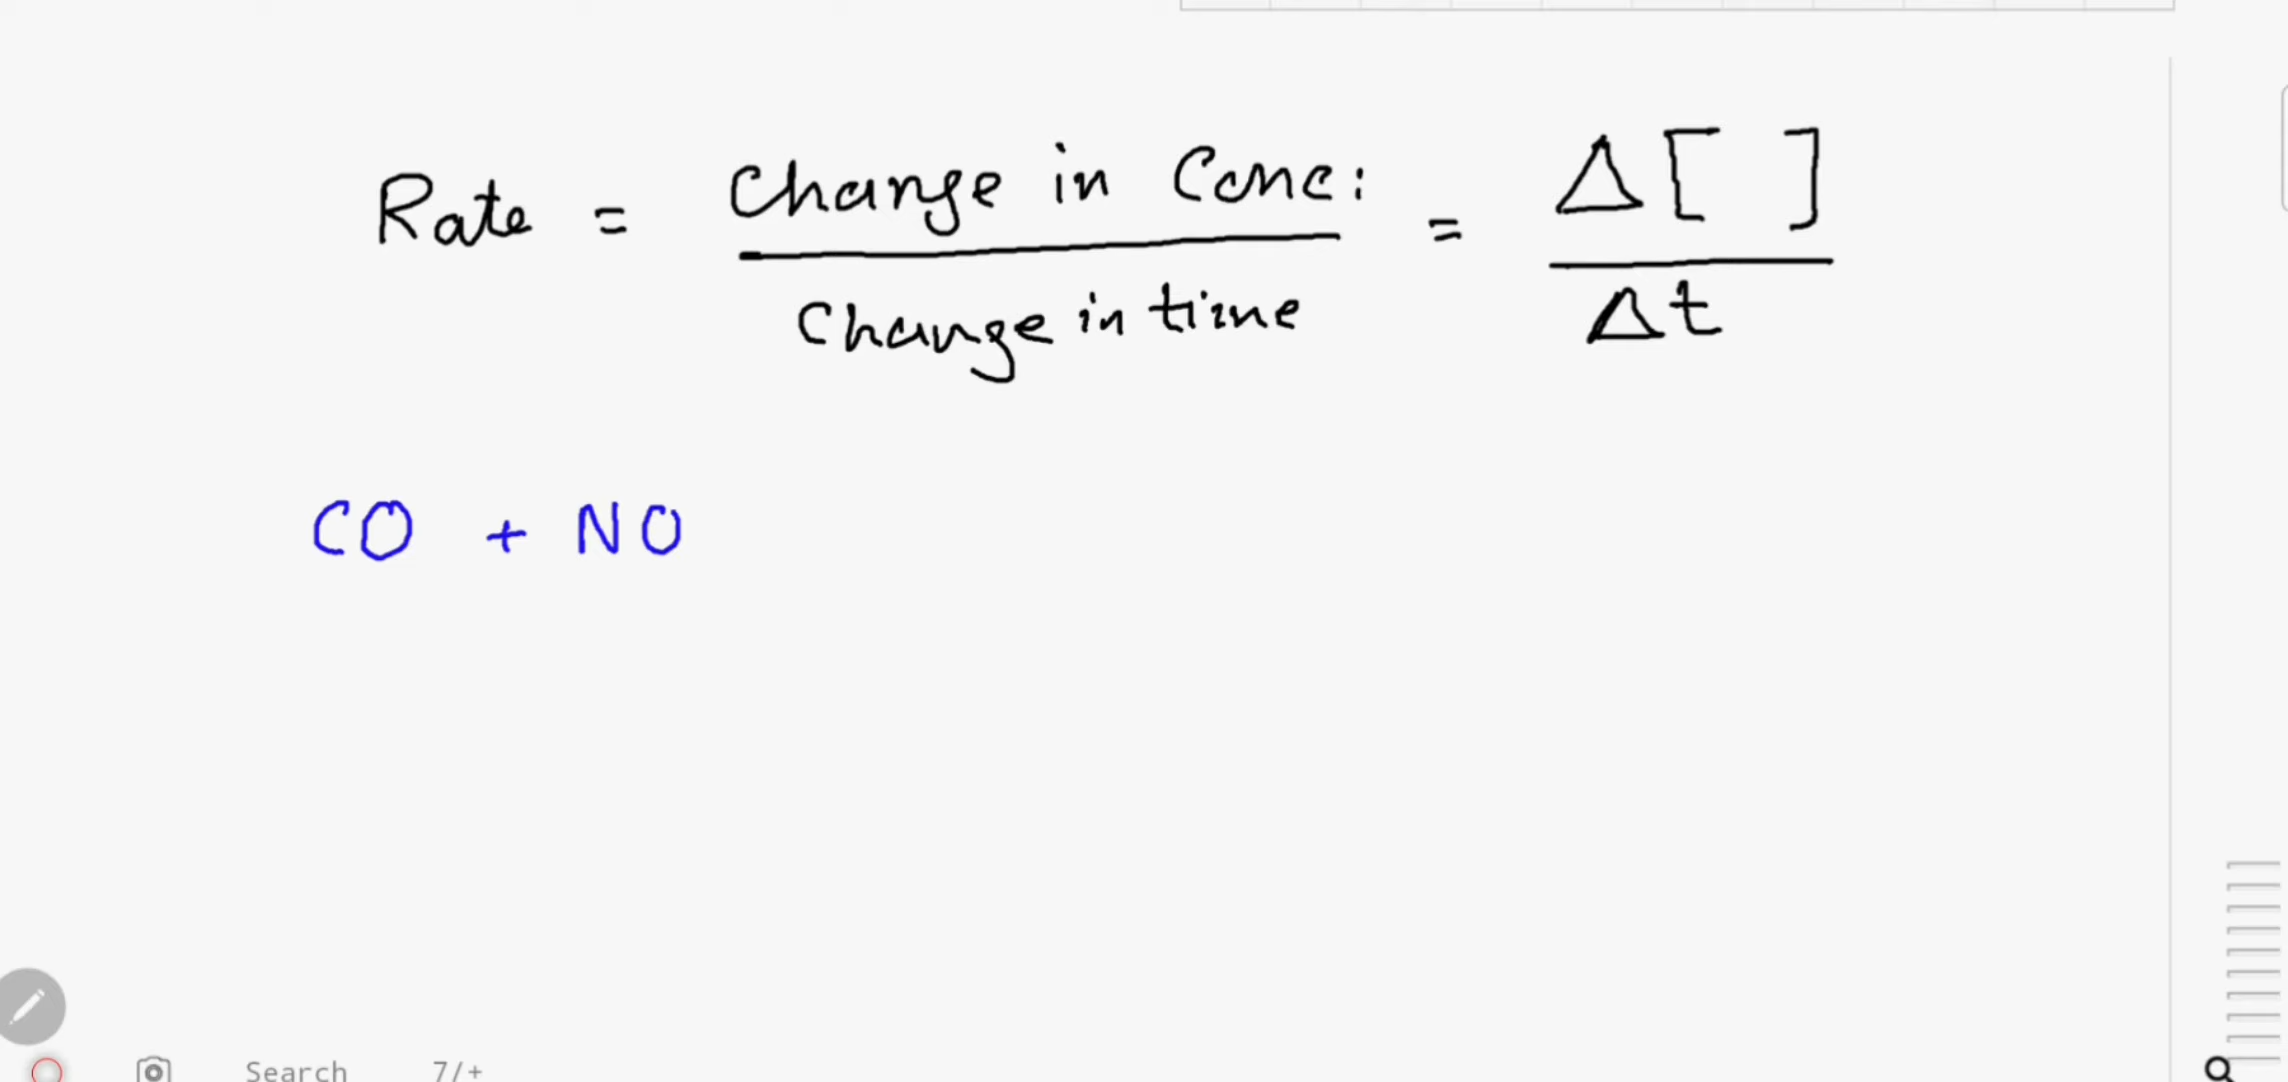 Rate = Change in Conc: / Change in time = Δ[ ] / Δt
CO + NO
Search 7/+